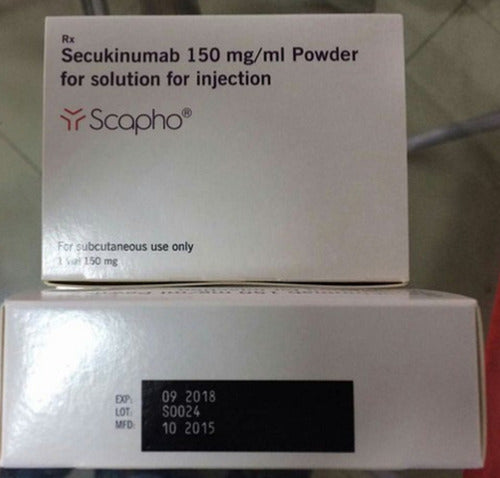 Rx
Secukinumab 150 mg/ml Powder
for solution for injection
Scapho®
For subcutaneous use only
1 vial 150 mg
EXP: 09 2018
LOT: S0024
MFD: 10 2015